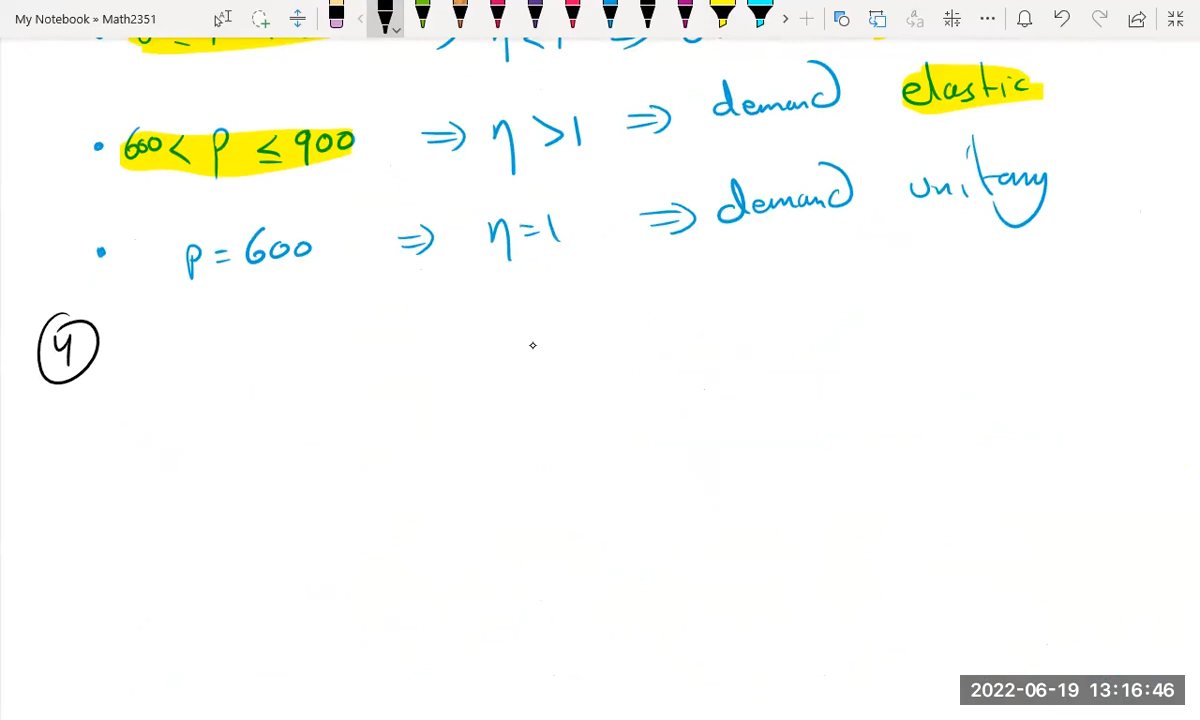 My Notebook » Math2351
⇒ η < 1 ⇒
• 600 < p ≤ 900 ⇒ η > 1 ⇒ demand elastic
• p = 600 ⇒ η = 1 ⇒ demand unitary
4
2022-06-19 13:16:46